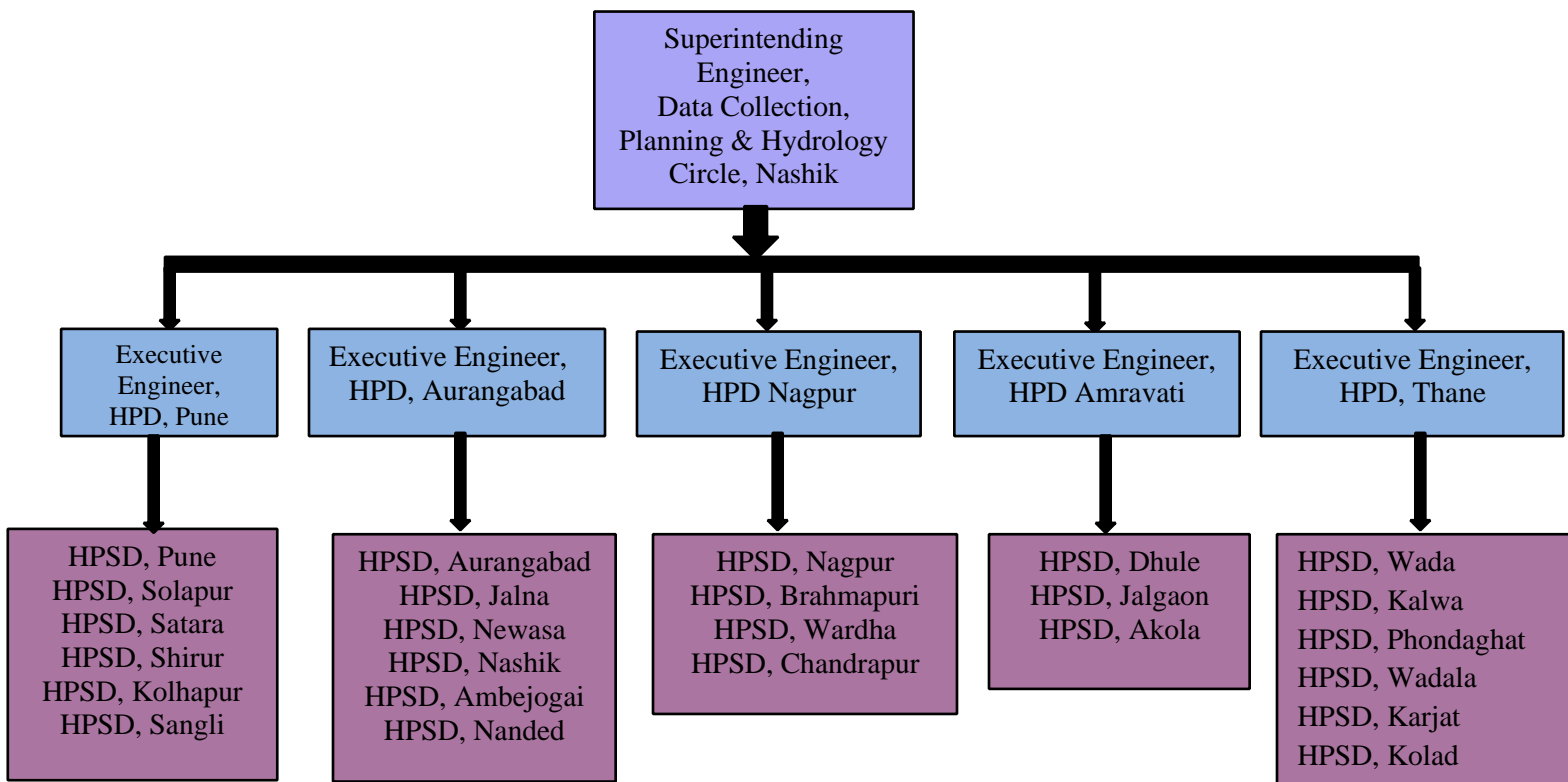 Superintending
Engineer,
Data Collection,
Planning & Hydrology
Circle, Nashik
Executive
Engineer,
HPD, Pune
Executive Engineer,
HPD, Aurangabad
Executive Engineer,
HPD Nagpur
Executive Engineer,
HPD Amravati
Executive Engineer,
HPD, Thane
HPSD, Pune
HPSD, Solapur
HPSD, Satara
HPSD, Shirur
HPSD, Kolhapur
HPSD, Sangli
HPSD, Aurangabad
HPSD, Jalna
HPSD, Newasa
HPSD, Nashik
HPSD, Ambejogai
HPSD, Nanded
HPSD, Nagpur
HPSD, Brahmapuri
HPSD, Wardha
HPSD, Chandrapur
HPSD, Dhule
HPSD, Jalgaon
HPSD, Akola
HPSD, Wada
HPSD, Kalwa
HPSD, Phondaghat
HPSD, Wadala
HPSD, Karjat
HPSD, Kolad